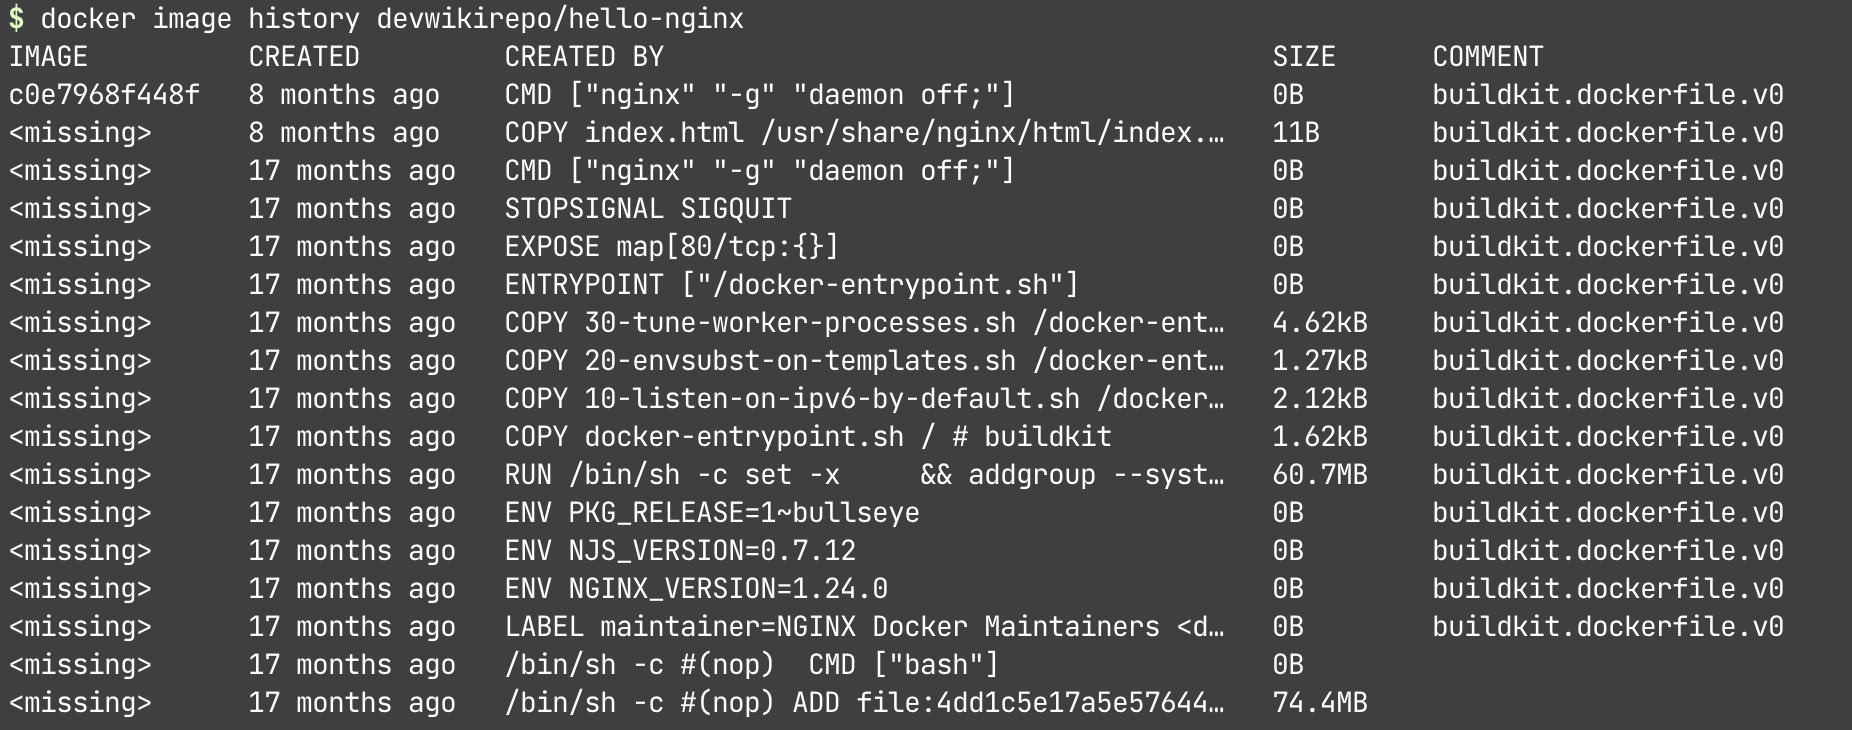 $ docker image history devwikirepo/hello-nginx
IMAGE CREATED CREATED BY SIZE COMMENT
c0e7968f448f 8 months ago CMD ["nginx" "-g" "daemon off;"] 0B buildkit.dockerfile.v0
<missing> 8 months ago COPY index.html /usr/share/nginx/html/index.… 11B buildkit.dockerfile.v0
<missing> 17 months ago CMD ["nginx" "-g" "daemon off;"] 0B buildkit.dockerfile.v0
<missing> 17 months ago STOPSIGNAL SIGQUIT 0B buildkit.dockerfile.v0
<missing> 17 months ago EXPOSE map[80/tcp:{}] 0B buildkit.dockerfile.v0
<missing> 17 months ago ENTRYPOINT ["/docker-entrypoint.sh"] 0B buildkit.dockerfile.v0
<missing> 17 months ago COPY 30-tune-worker-processes.sh /docker-ent… 4.62kB buildkit.dockerfile.v0
<missing> 17 months ago COPY 20-envsubst-on-templates.sh /docker-ent… 1.27kB buildkit.dockerfile.v0
<missing> 17 months ago COPY 10-listen-on-ipv6-by-default.sh /docker… 2.12kB buildkit.dockerfile.v0
<missing> 17 months ago COPY docker-entrypoint.sh / # buildkit 1.62kB buildkit.dockerfile.v0
<missing> 17 months ago RUN /bin/sh -c set -x     && addgroup --syst… 60.7MB buildkit.dockerfile.v0
<missing> 17 months ago ENV PKG_RELEASE=1~bullseye 0B buildkit.dockerfile.v0
<missing> 17 months ago ENV NJS_VERSION=0.7.12 0B buildkit.dockerfile.v0
<missing> 17 months ago ENV NGINX_VERSION=1.24.0 0B buildkit.dockerfile.v0
<missing> 17 months ago LABEL maintainer=NGINX Docker Maintainers <d… 0B buildkit.dockerfile.v0
<missing> 17 months ago /bin/sh -c #(nop)  CMD ["bash"] 0B
<missing> 17 months ago /bin/sh -c #(nop) ADD file:4dd1c5e17a5e57644… 74.4MB